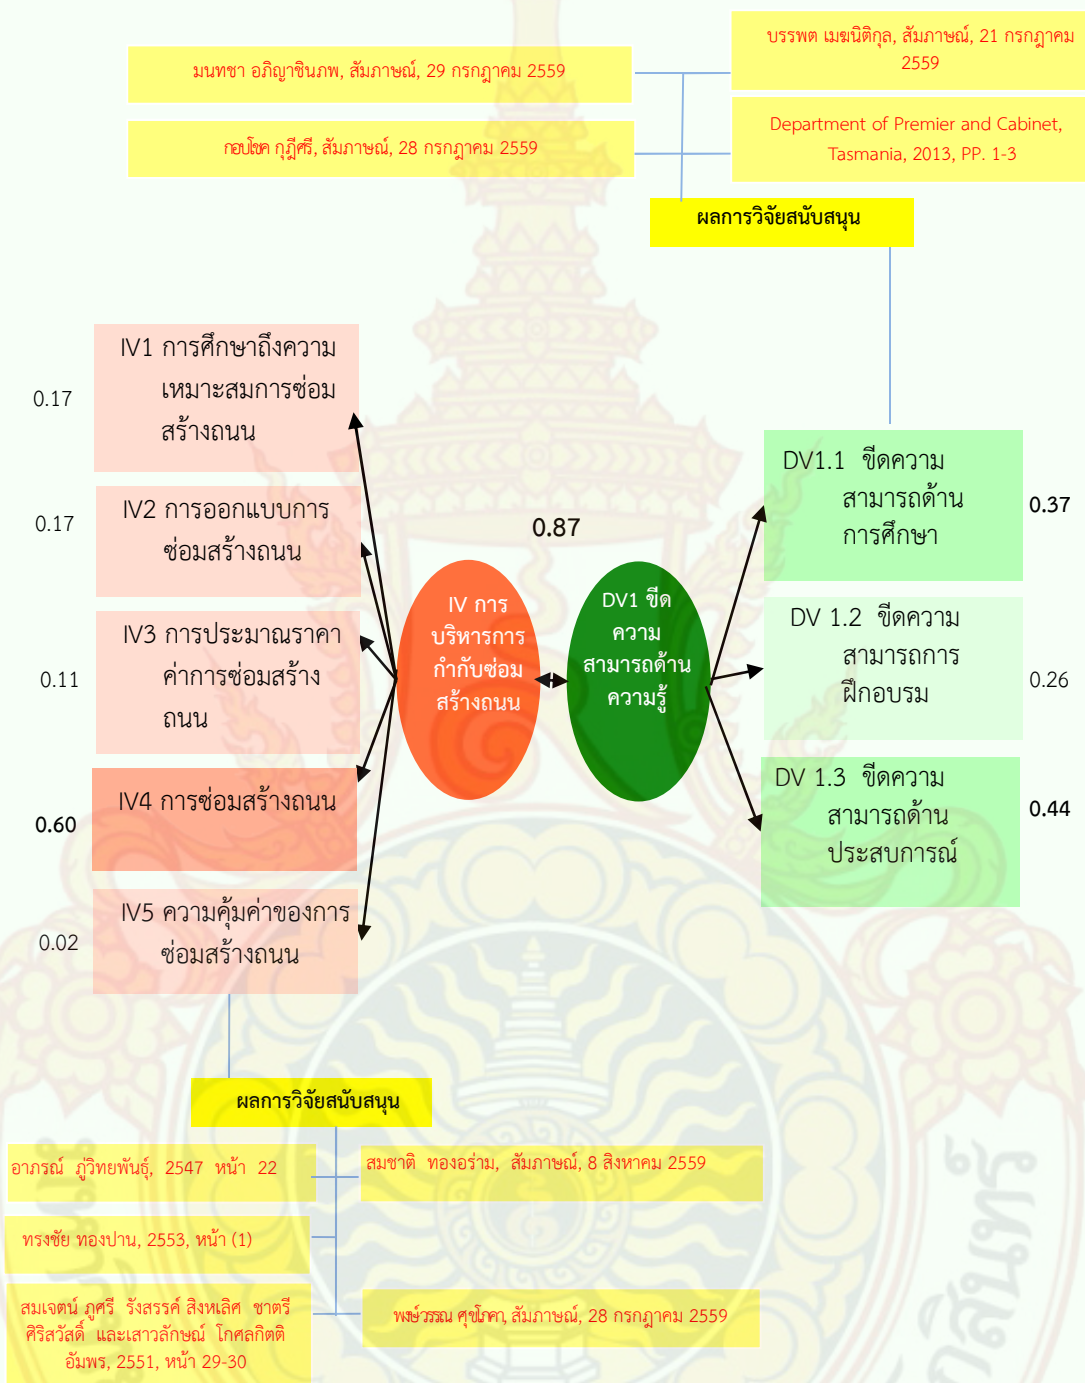 มนทชา อภิญาชินภพ, สัมภาษณ์, 29 กรกฎาคม 2559
บรรพต เมฆนิติกุล, สัมภาษณ์, 21 กรกฎาคม
2559
กอบโชค กุฎีศรี, สัมภาษณ์, 28 กรกฎาคม 2559
Department of Premier and Cabinet,
Tasmania, 2013, PP. 1-3
ผลการวิจัยสนับสนุน
IV1 การศึกษาถึงความ
เหมาะสมการซ่อม
สร้างถนน
0.17
IV2 การออกแบบการ
ซ่อมสร้างถนน
0.17
IV3 การประมาณราคา
ค่าการซ่อมสร้าง
ถนน
0.11
IV4 การซ่อมสร้างถนน
0.60
IV5 ความคุ้มค่าของการ
ซ่อมสร้างถนน
0.02
0.87
IV การ
บริหารการ
กำกับซ่อม
สร้างถนน
DV1 ขีด
ความ
สามารถด้าน
ความรู้
DV1.1 ขีดความ
สามารถด้าน
การศึกษา
0.37
DV 1.2 ขีดความ
สามารถการ
ฝึกอบรม
0.26
DV 1.3 ขีดความ
สามารถด้าน
ประสบการณ์
0.44
ผลการวิจัยสนับสนุน
อาภรณ์ ภู่วิทยพันธุ์, 2547 หน้า 22
สมชาติ ทองอร่าม, สัมภาษณ์, 8 สิงหาคม 2559
ทรงชัย ทองปาน, 2553, หน้า (1)
สมเจตน์ ภูศรี รังสรรค์ สิงหเลิศ ชาตรี
ศิริสวัสดิ์ และเสาวลักษณ์ โกศลกิตติ
อัมพร, 2551, หน้า 29-30
พงษ์วรรณ ศุขโภคา, สัมภาษณ์, 28 กรกฎาคม 2559